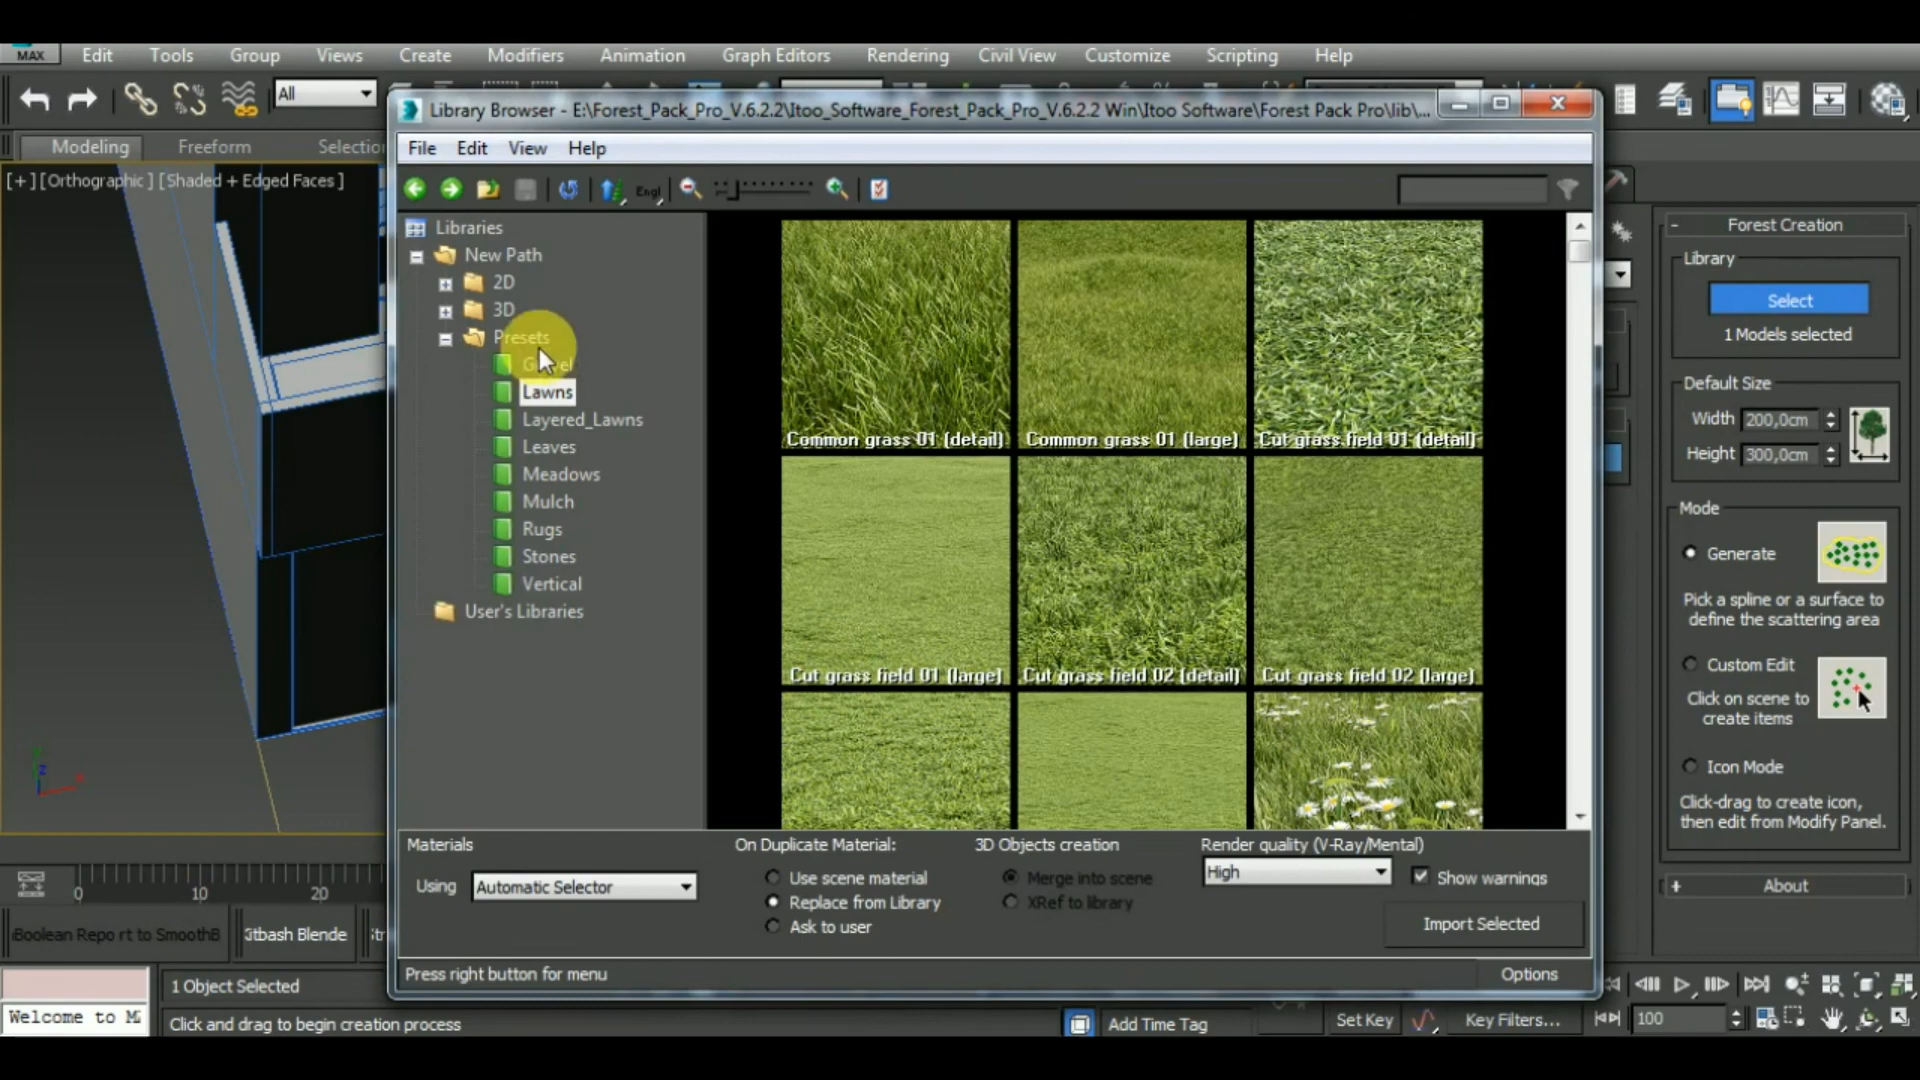 MAX Edit Tools Group Views Create Modifiers Animation Graph Editors Rendering Civil View Customize Scripting Help
All
Library Browser - E:\Forest_Pack_Pro_V.6.2.2\Itoo_Software_Forest_Pack_Pro_V.6.2.2 Win\Itoo Software\Forest Pack Pro\lib\...
Modeling Freeform Selection
File Edit View Help
[+][Orthographic][Shaded + Edged Faces]
Engl
Libraries
New Path
2D
3D
Presets
Lawns
Layered_Lawns
Leaves
Meadows
Mulch
Rugs
Stones
Vertical
User's Libraries
Common grass 01 (detail) Common grass 01 (large) Cut grass field 01 (detail)
Cut grass field 01 (large) Cut grass field 02 (detail) Cut grass field 02 (large)
Forest Creation
Library
Select
1 Models selected
Default Size
Width 200,0cm
Height 300,0cm
Mode
Generate
Pick a spline or a surface to
define the scattering area
Custom Edit
Click on scene to
create items
Icon Mode
Click-drag to create icon,
then edit from Modify Panel.
About
Materials
Using Automatic Selector
On Duplicate Material:
Use scene material
Replace from Library
Ask to user
3D Objects creation
Merge into scene
XRef to library
Render quality (V-Ray/Mental)
High
Show warnings
Import Selected
Press right button for menu
Options
0 10 20
Boolean Repo rt to SmoothB
itbash Blende
1 Object Selected
Welcome to M
Click and drag to begin creation process
Add Time Tag
Set Key
Key Filters...
100